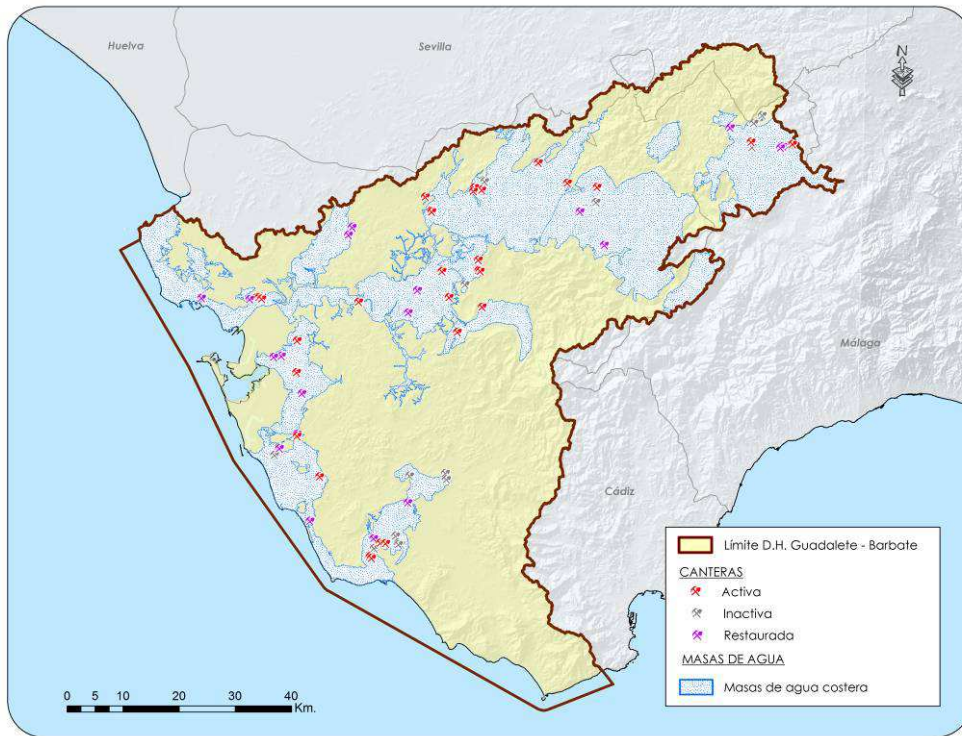 Huelva
Sevilla
N
Málaga
Cádiz
Límite D.H. Guadalete - Barbate
CANTERAS
Activa
Inactiva
Restaurada
MASAS DE AGUA
Masas de agua costera
0 5 10 20 30 40
Km.